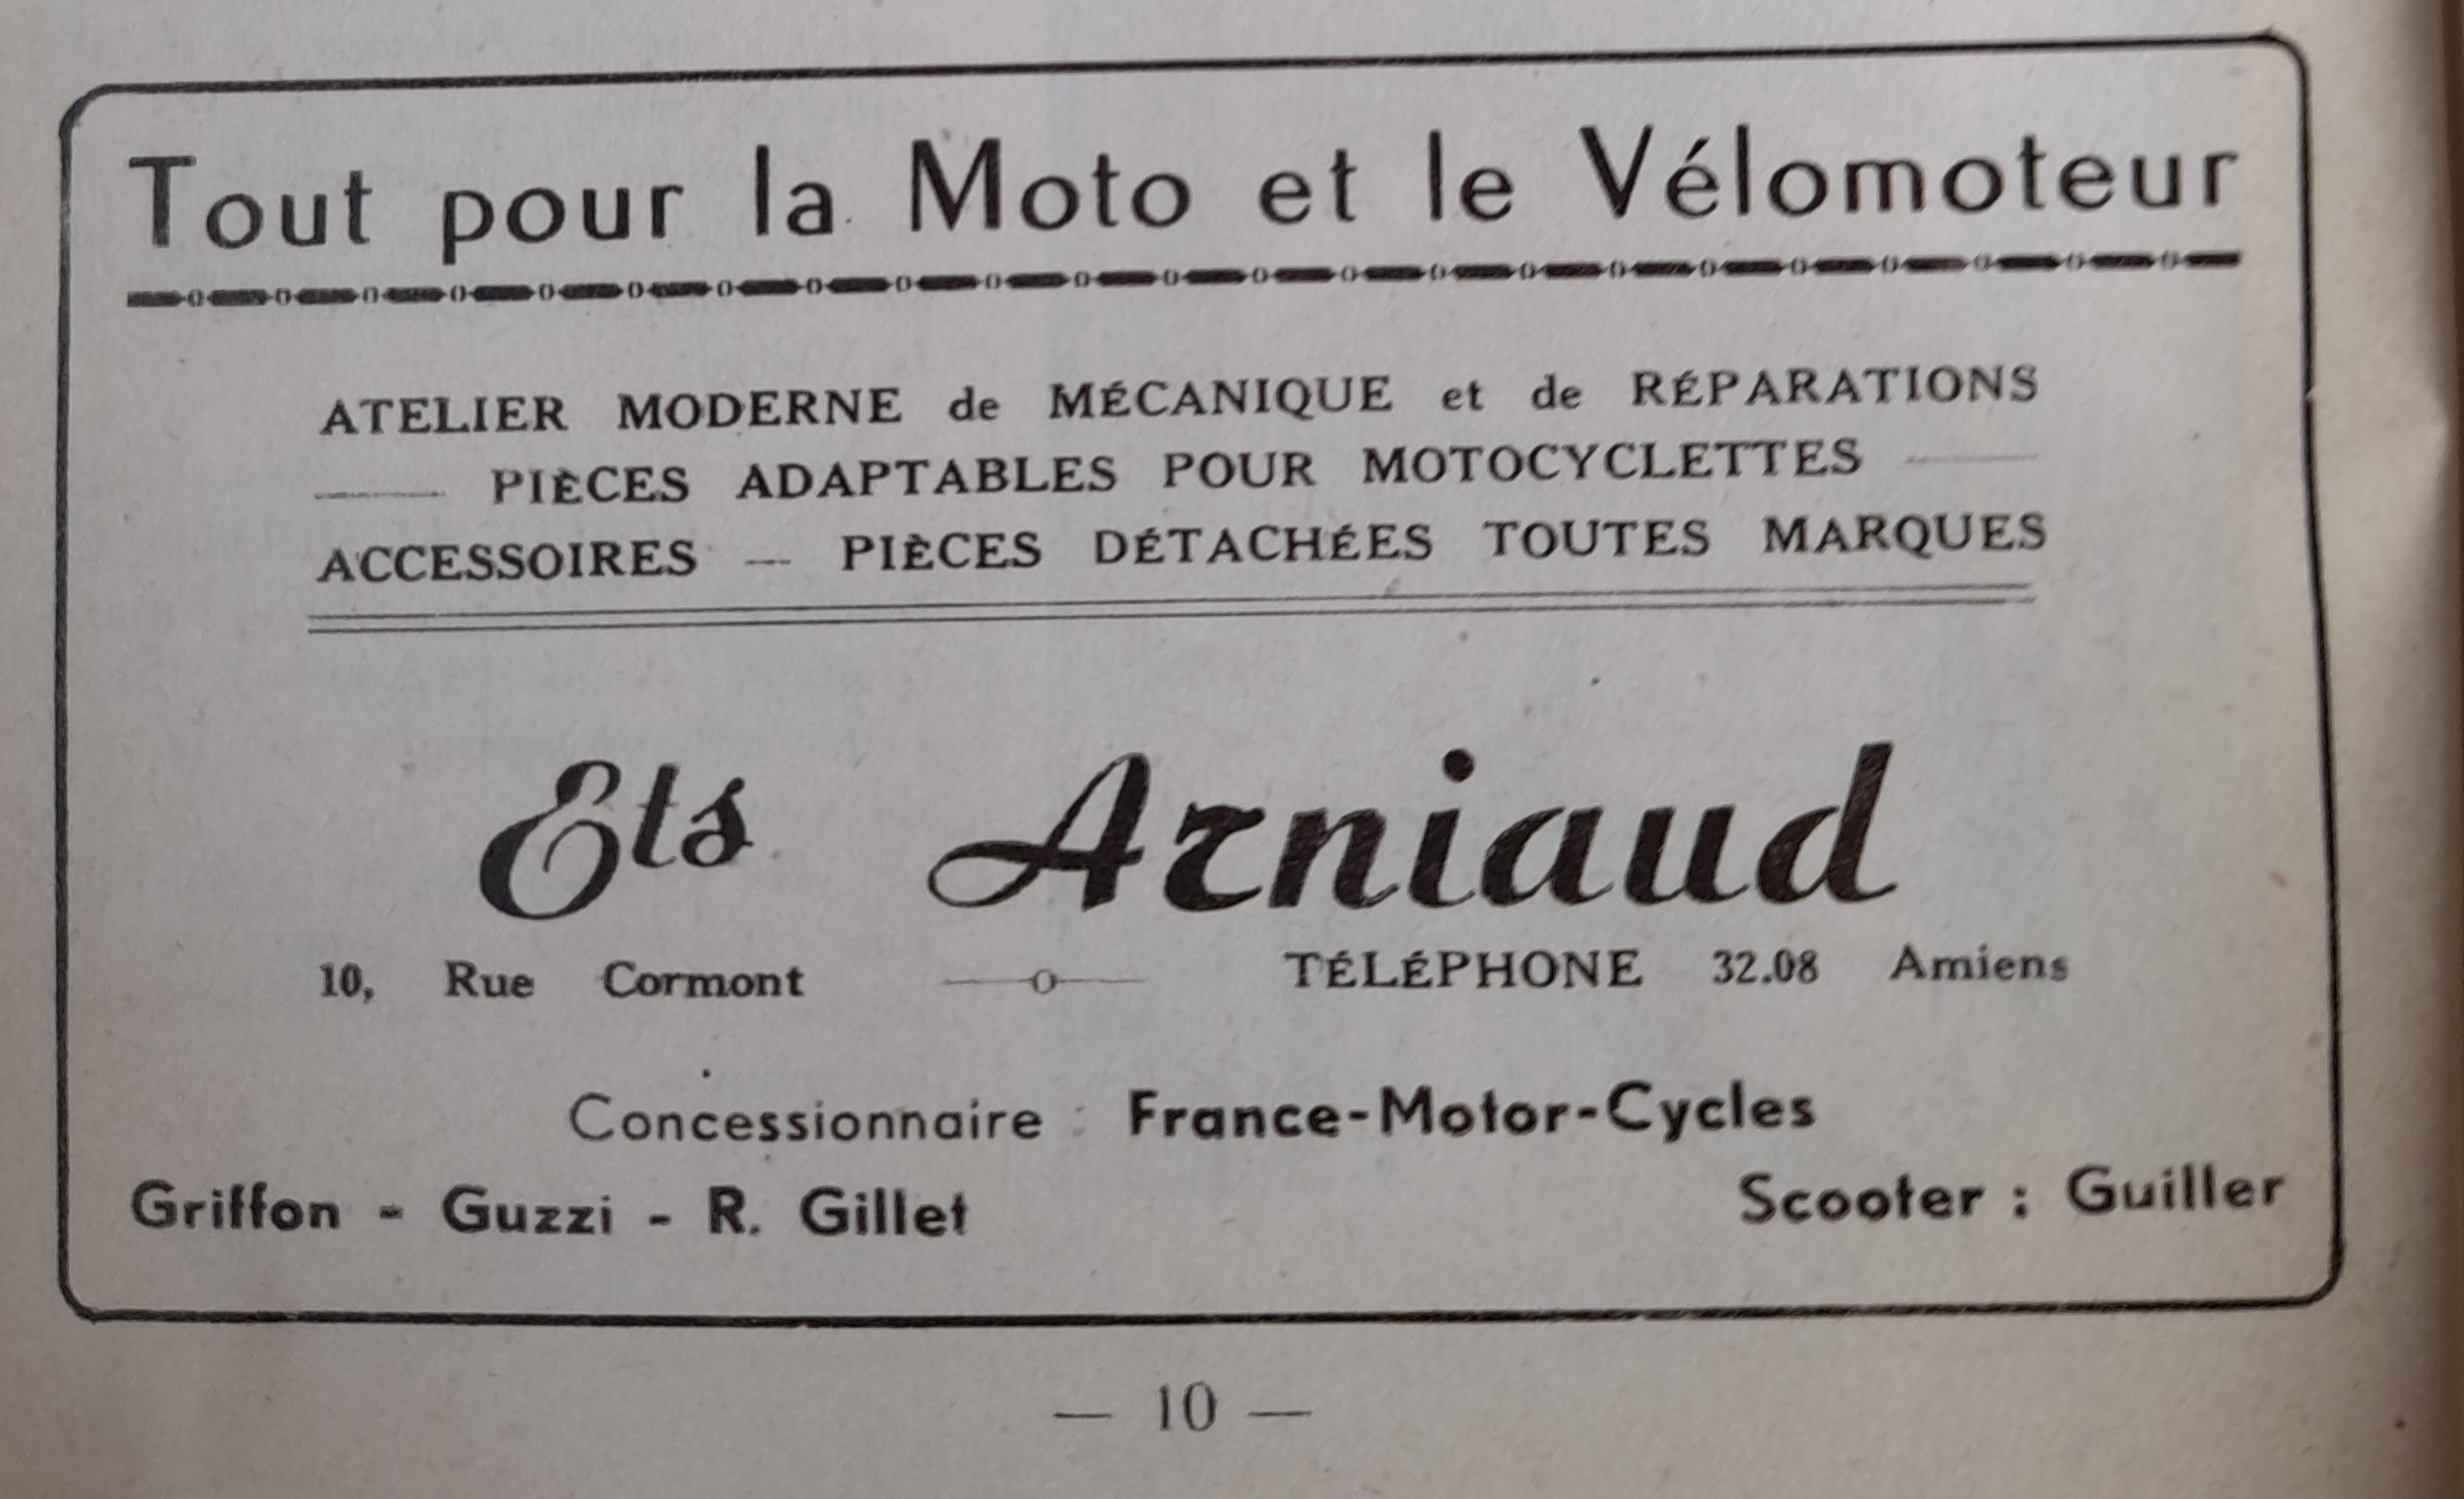 Tout pour la Moto et le Vélomoteur
ATELIER MODERNE de MÉCANIQUE et de RÉPARATIONS
— PIÈCES ADAPTABLES POUR MOTOCYCLETTES —
ACCESSOIRES — PIÈCES DÉTACHÉES TOUTES MARQUES
Ets Arniaud
10, Rue Cormont —o— TÉLÉPHONE 32.08 Amiens
Concessionnaire : France-Motor-Cycles
Griffon - Guzzi - R. Gillet Scooter : Guiller
— 10 —